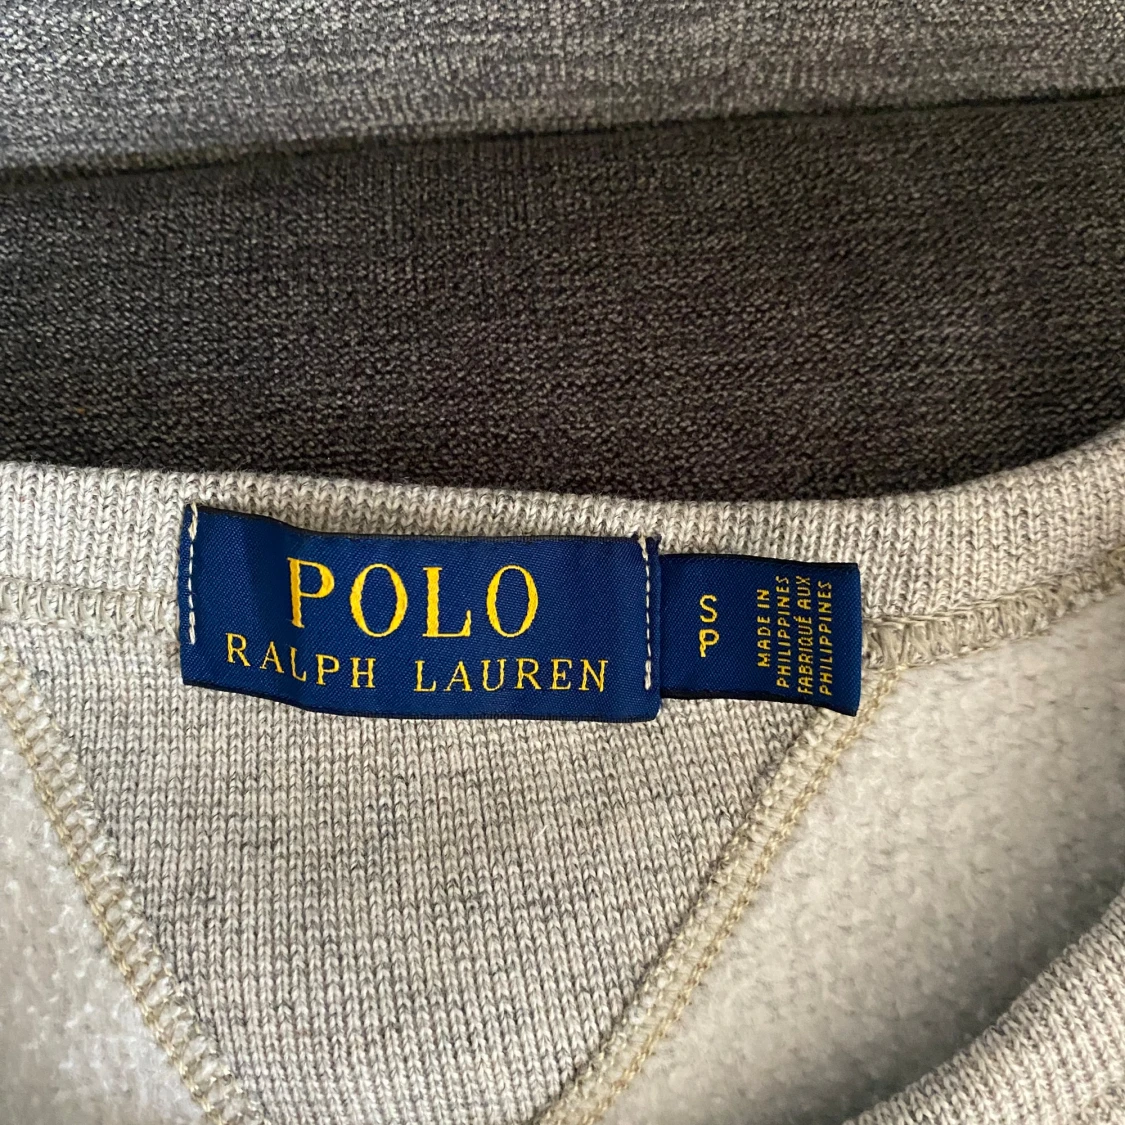 POLO
RALPH LAUREN
S
P
MADE IN
PHILIPPINES
FABRIQUÉ AUX
PHILIPPINES